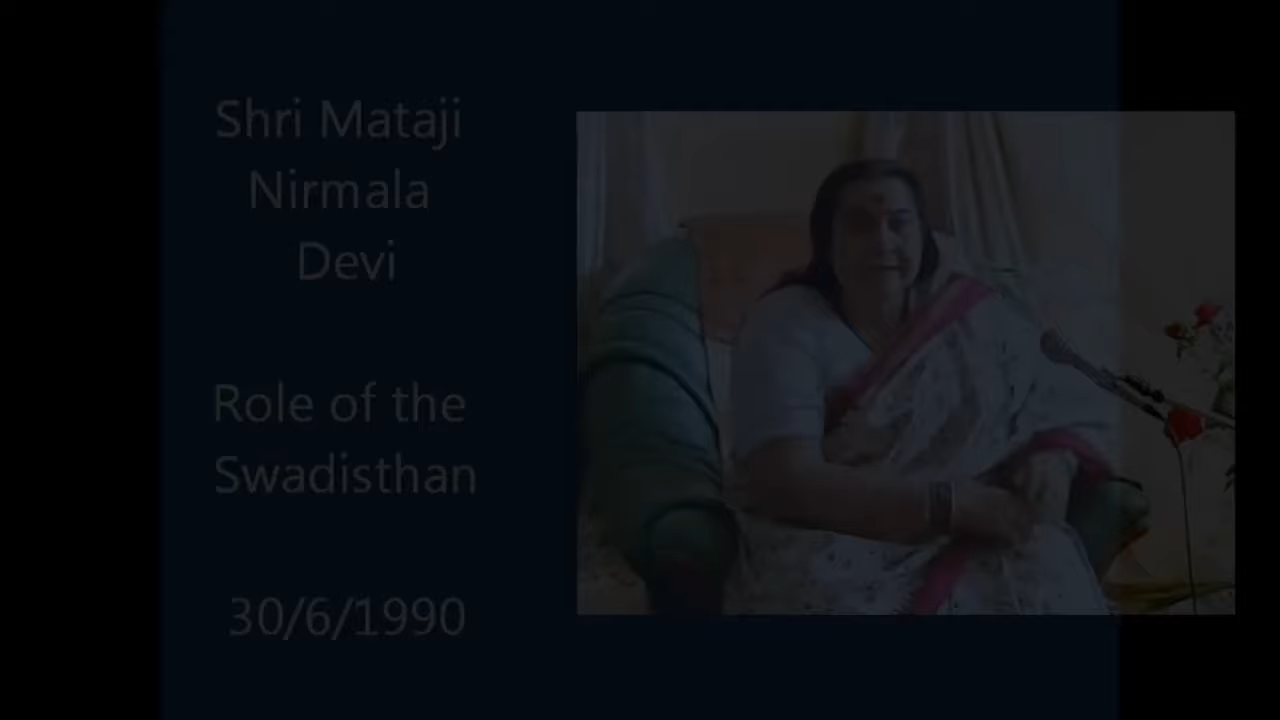 Shri Mataji
Nirmala
Devi
Role of the
Swadisthan
30/6/1990